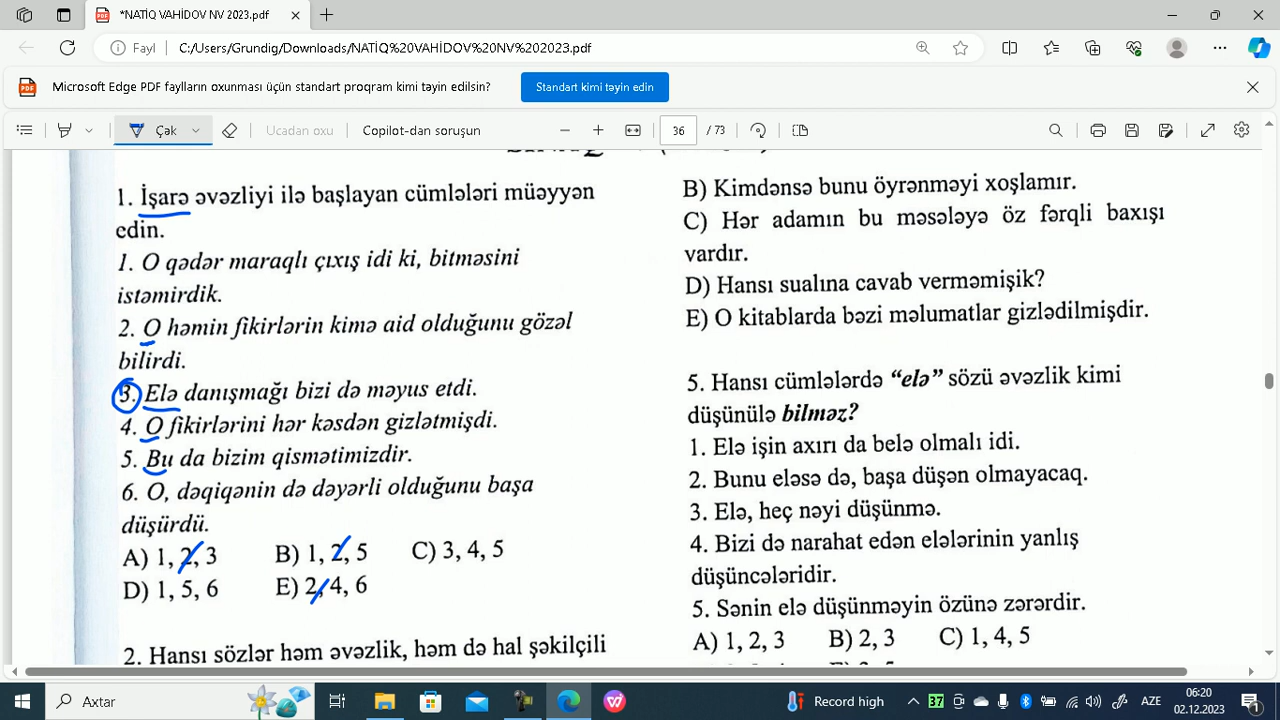 *NATİQ VAHİDOV NV 2023.pdf
Fayl C:/Users/Grundig/Downloads/NATİQ%20VAHİDOV%20NV%202023.pdf
Microsoft Edge PDF faylların oxunması üçün standart proqram kimi təyin edilsin? Standart kimi təyin edin
Çək Ucadan oxu Copilot-dan soruşun 36 / 73
1. İşarə əvəzliyi ilə başlayan cümlələri müəyyən
edin.
1. O qədər maraqlı çıxış idi ki, bitməsini
istəmirdik.
2. O həmin fikirlərin kimə aid olduğunu gözəl
bilirdi.
3. Elə danışmağı bizi də məyus etdi.
4. O fikirlərini hər kəsdən gizlətmişdi.
5. Bu da bizim qismətimizdir.
6. O, dəqiqənin də dəyərli olduğunu başa
düşürdü.
A) 1, 2, 3 B) 1, 2, 5 C) 3, 4, 5
D) 1, 5, 6 E) 2, 4, 6
2. Hansı sözlər həm əvəzlik, həm də hal şəkilçili
B) Kimdənsə bunu öyrənməyi xoşlamır.
C) Hər adamın bu məsələyə öz fərqli baxışı
vardır.
D) Hansı sualına cavab verməmişik?
E) O kitablarda bəzi məlumatlar gizlədilmişdir.
5. Hansı cümlələrdə “elə” sözü əvəzlik kimi
düşünülə bilməz?
1. Elə işin axırı da belə olmalı idi.
2. Bunu eləsə də, başa düşən olmayacaq.
3. Elə, heç nəyi düşünmə.
4. Bizi də narahat edən elələrinin yanlış
düşüncələridir.
5. Sənin elə düşünməyin özünə zərərdir.
A) 1, 2, 3 B) 2, 3 C) 1, 4, 5
Axtar Record high 37 AZE 06:20
02.12.2023